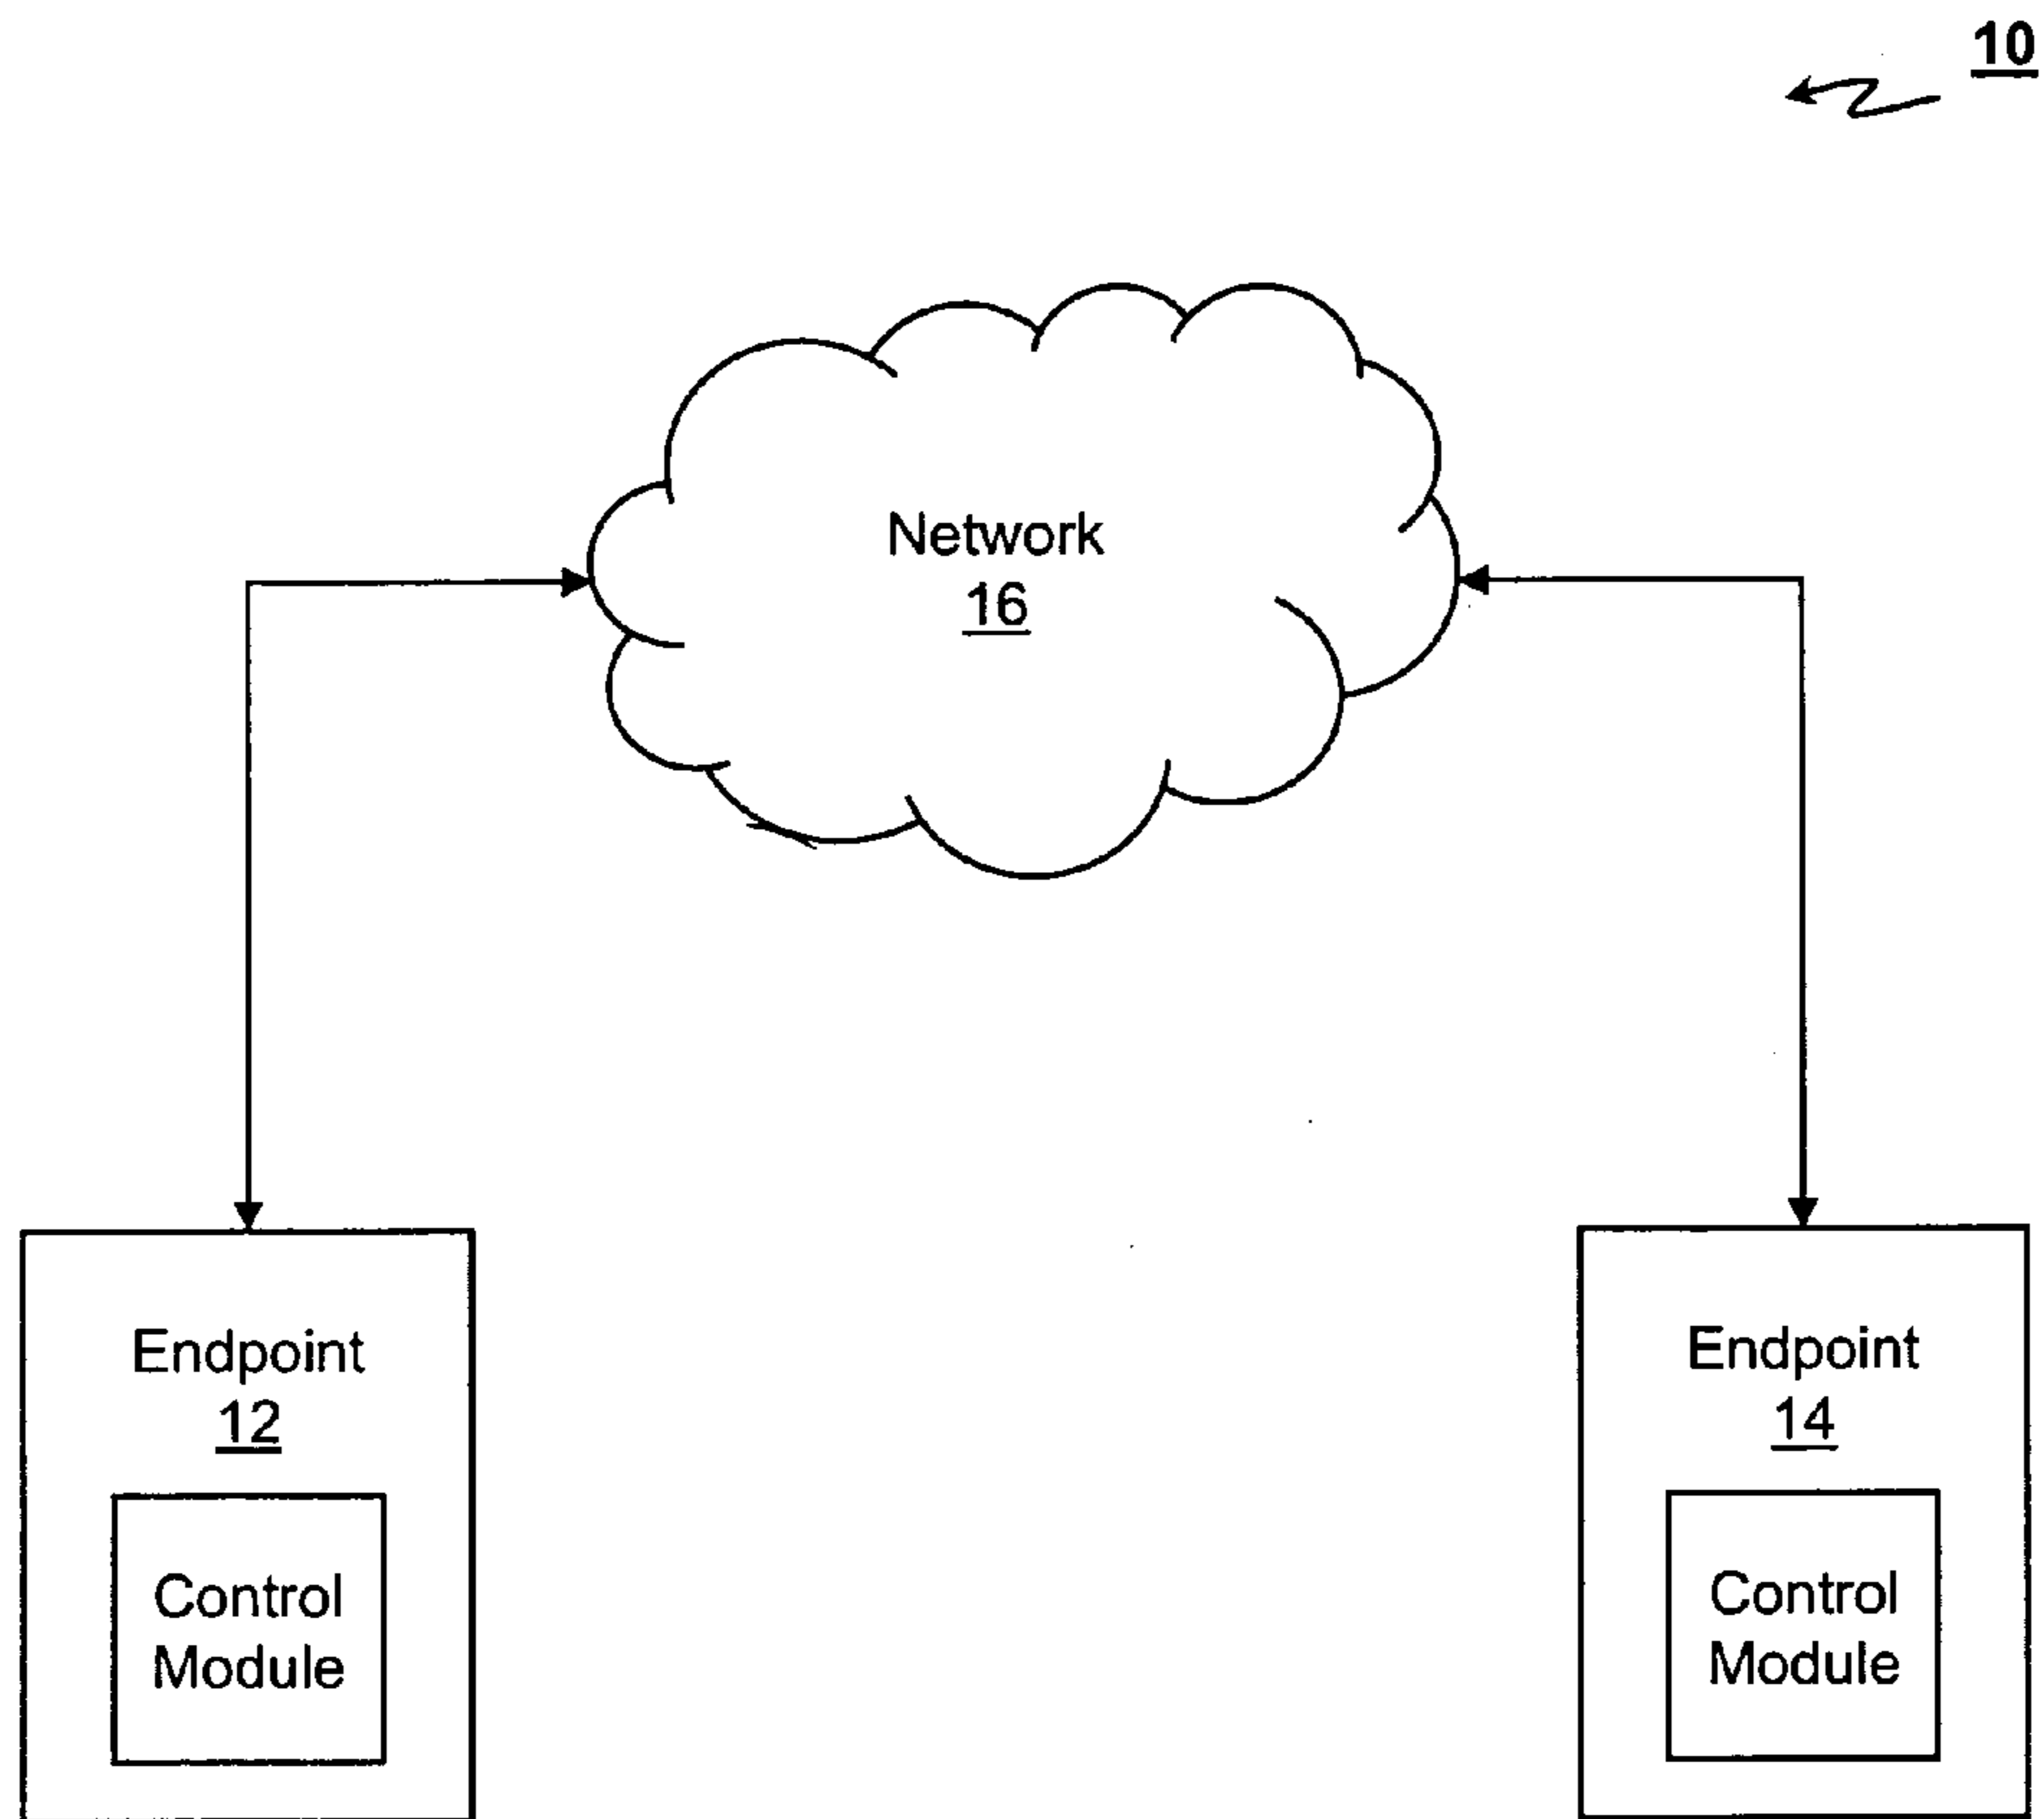 10
Network
16
Endpoint
12
Control
Module
Endpoint
14
Control
Module